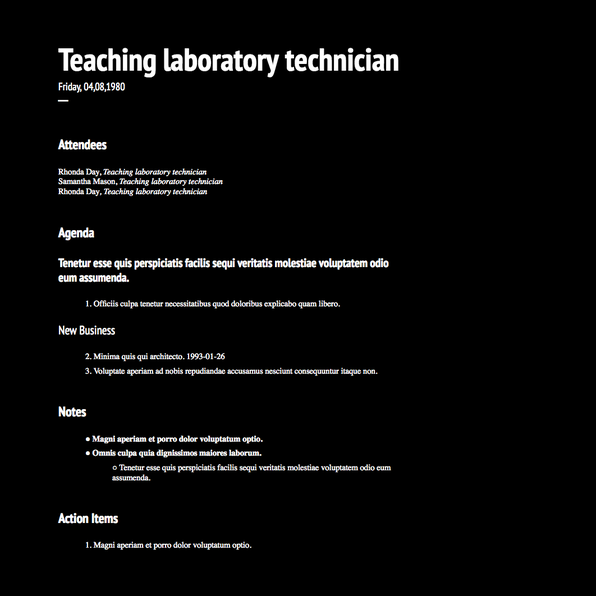 Teaching laboratory technician
Friday, 04,08,1980
Attendees
Rhonda Day, Teaching laboratory technician
Samantha Mason, Teaching laboratory technician
Rhonda Day, Teaching laboratory technician
Agenda
Tenetur esse quis perspiciatis facilis sequi veritatis molestiae voluptatem odio
eum assumenda.
1. Officiis culpa tenetur necessitatibus quod doloribus explicabo quam libero.
New Business
2. Minima quis qui architecto. 1993-01-26
3. Voluptate aperiam ad nobis repudiandae accusamus nesciunt consequuntur itaque non.
Notes
● Magni aperiam et porro dolor voluptatum optio.
● Omnis culpa quia dignissimos maiores laborum.
○ Tenetur esse quis perspiciatis facilis sequi veritatis molestiae voluptatem odio eum
assumenda.
Action Items
1. Magni aperiam et porro dolor voluptatum optio.